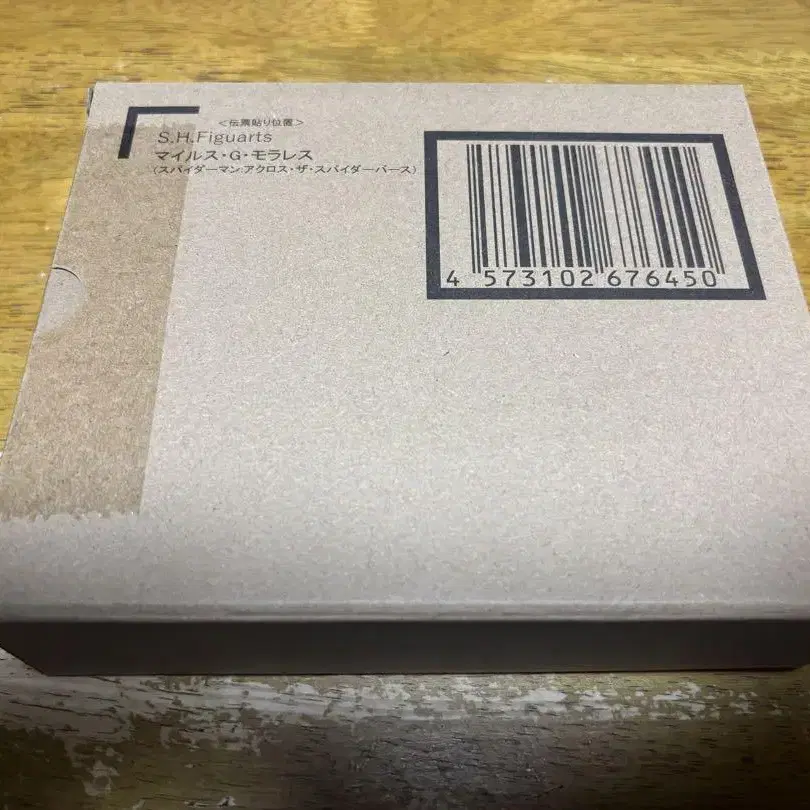 <伝票貼り位置>
S.H.Figuarts
マイルス・G・モラレス
(スパイダーマン:アクロス・ザ・スパイダーバース)
4 573102 676450